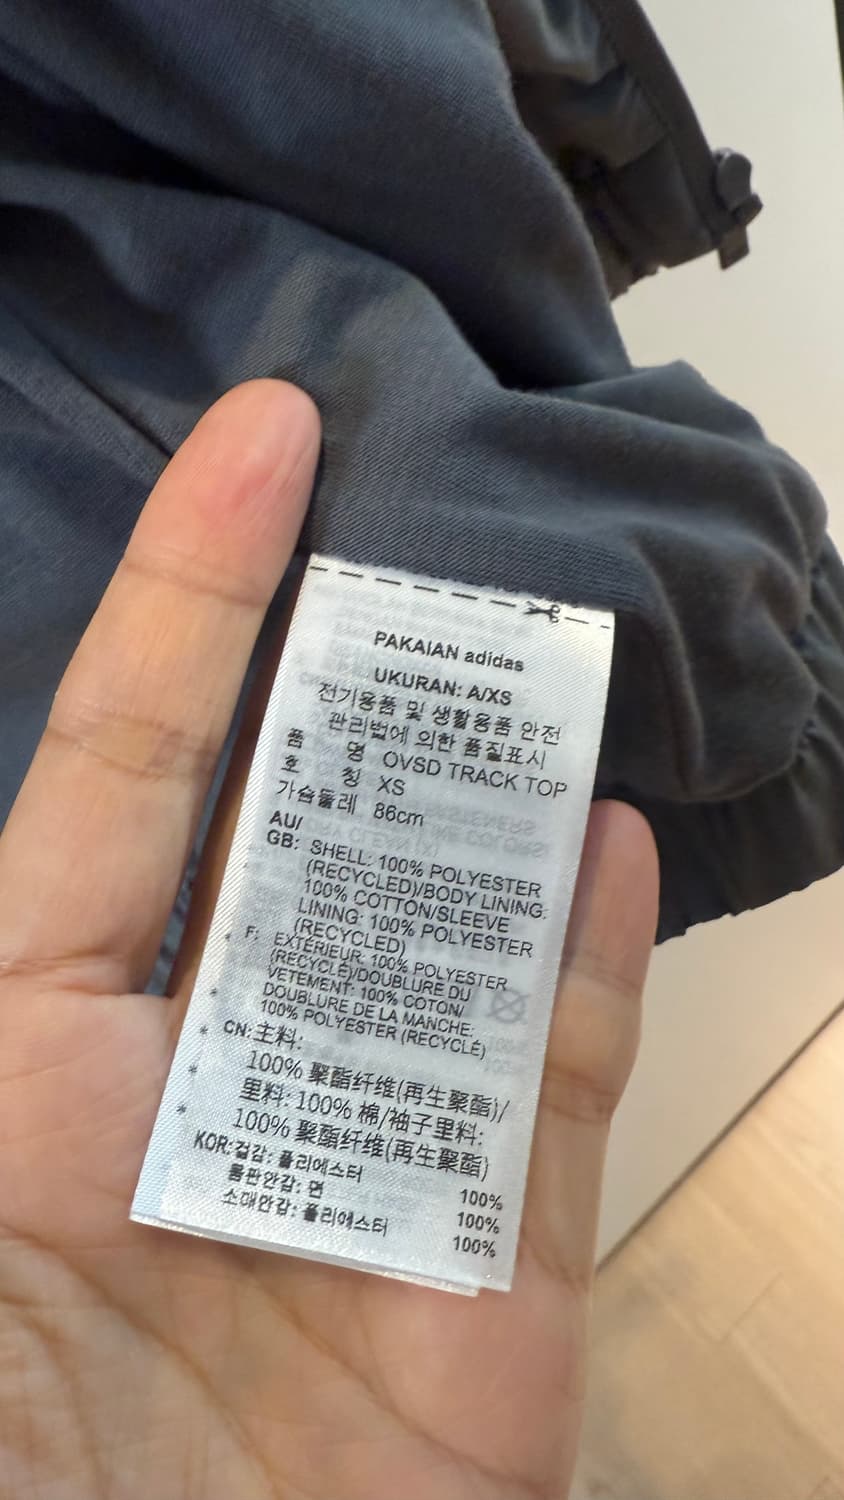 PAKAIAN adidas
UKURAN: A/XS
전기용품 및 생활용품 안전
관리법에 의한 품질표시
품 명 OVSD TRACK TOP
호 칭 XS
가슴둘레 86cm
AU/
GB: SHELL: 100% POLYESTER
(RECYCLED)/BODY LINING:
100% COTTON/SLEEVE
LINING: 100% POLYESTER
(RECYCLED)
F: EXTÉRIEUR: 100% POLYESTER
(RECYCLÉ)/DOUBLURE DU
VETEMENT: 100% COTON/
DOUBLURE DE LA MANCHE:
100% POLYESTER (RECYCLÉ)
CN: 主料:
100% 聚酯纤维(再生聚酯)/
里料: 100% 棉/袖子里料:
100% 聚酯纤维(再生聚酯)
KOR: 겉감: 폴리에스터 100%
몸판안감: 면 100%
소매안감: 폴리에스터 100%